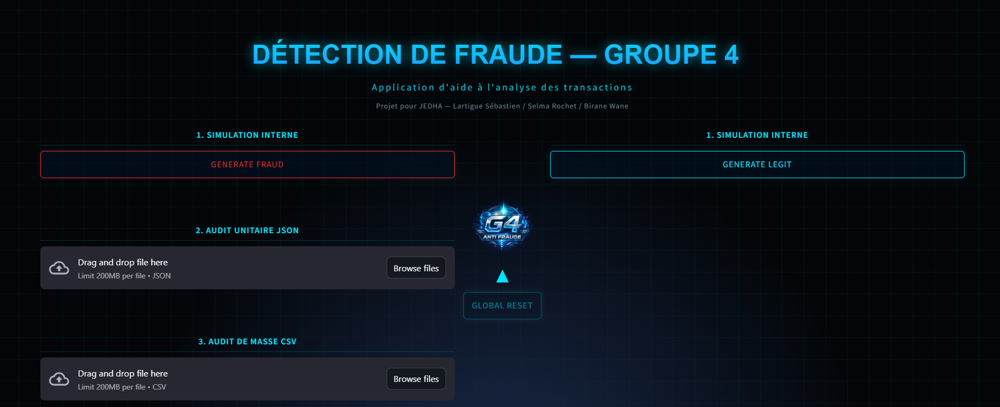 DÉTECTION DE FRAUDE — GROUPE 4
Application d'aide à l'analyse des transactions
Projet pour JEDHA — Lartigue Sébastien / Selma Rochet / Birane Wane
1. SIMULATION INTERNE
GENERATE FRAUD
1. SIMULATION INTERNE
GENERATE LEGIT
G4
ANTI FRAUDE
2. AUDIT UNITAIRE JSON
Drag and drop file here
Limit 200MB per file • JSON
Browse files
GLOBAL RESET
3. AUDIT DE MASSE CSV
Drag and drop file here
Limit 200MB per file • CSV
Browse files